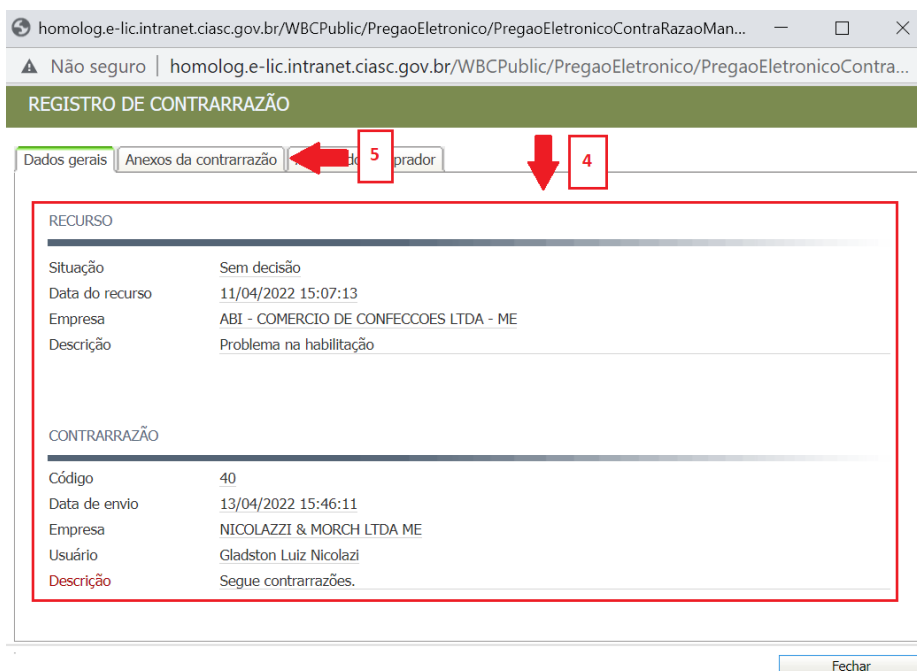 homolog.e-lic.intranet.ciasc.gov.br/WBCPublic/PregaoEletronico/PregaoEletronicoContraRazaoMan...
Não seguro | homolog.e-lic.intranet.ciasc.gov.br/WBCPublic/PregaoEletronico/PregaoEletronicoContra...
REGISTRO DE CONTRARRAZÃO
Dados gerais Anexos da contrarrazão 5 4
RECURSO
Situação Sem decisão
Data do recurso 11/04/2022 15:07:13
Empresa ABI - COMERCIO DE CONFECCOES LTDA - ME
Descrição Problema na habilitação
CONTRARRAZÃO
Código 40
Data de envio 13/04/2022 15:46:11
Empresa NICOLAZZI & MORCH LTDA ME
Usuário Gladston Luiz Nicolazi
Descrição Segue contrarrazões.
Fechar